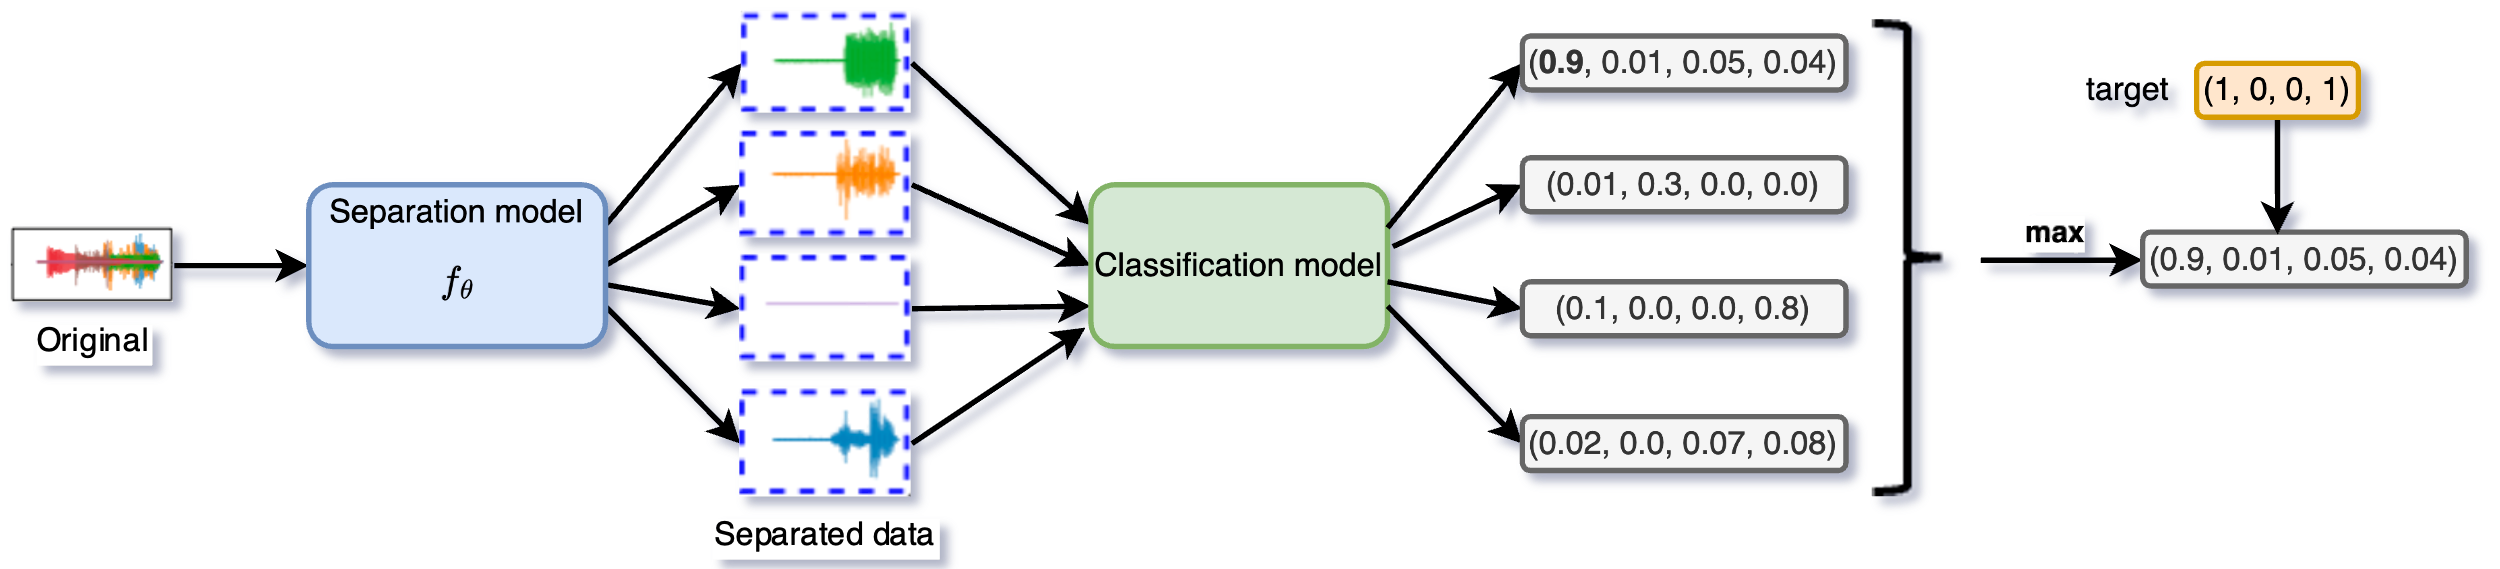 Original
Separation model
f θ
Separated data
Classification model
(0.9, 0.01, 0.05, 0.04)
(0.01, 0.3, 0.0, 0.0)
(0.1, 0.0, 0.0, 0.8)
(0.02, 0.0, 0.07, 0.08)
max
target
(1, 0, 0, 1)
(0.9, 0.01, 0.05, 0.04)